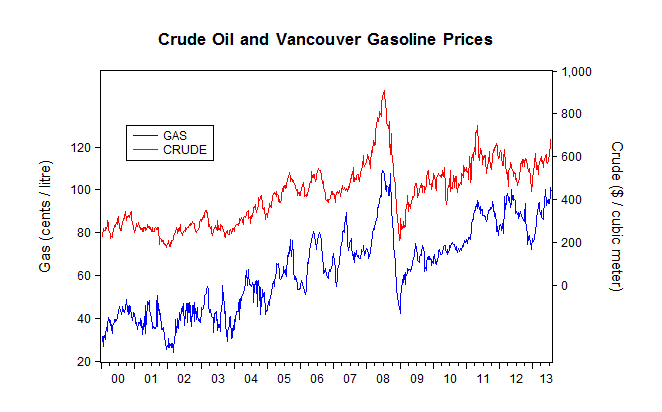 Crude Oil and Vancouver Gasoline Prices
1,000
800
600
400
200
0
120
100
80
60
40
20
GAS
CRUDE
Gas (cents / litre)
Crude ($ / cubic meter)
00 01 02 03 04 05 06 07 08 09 10 11 12 13